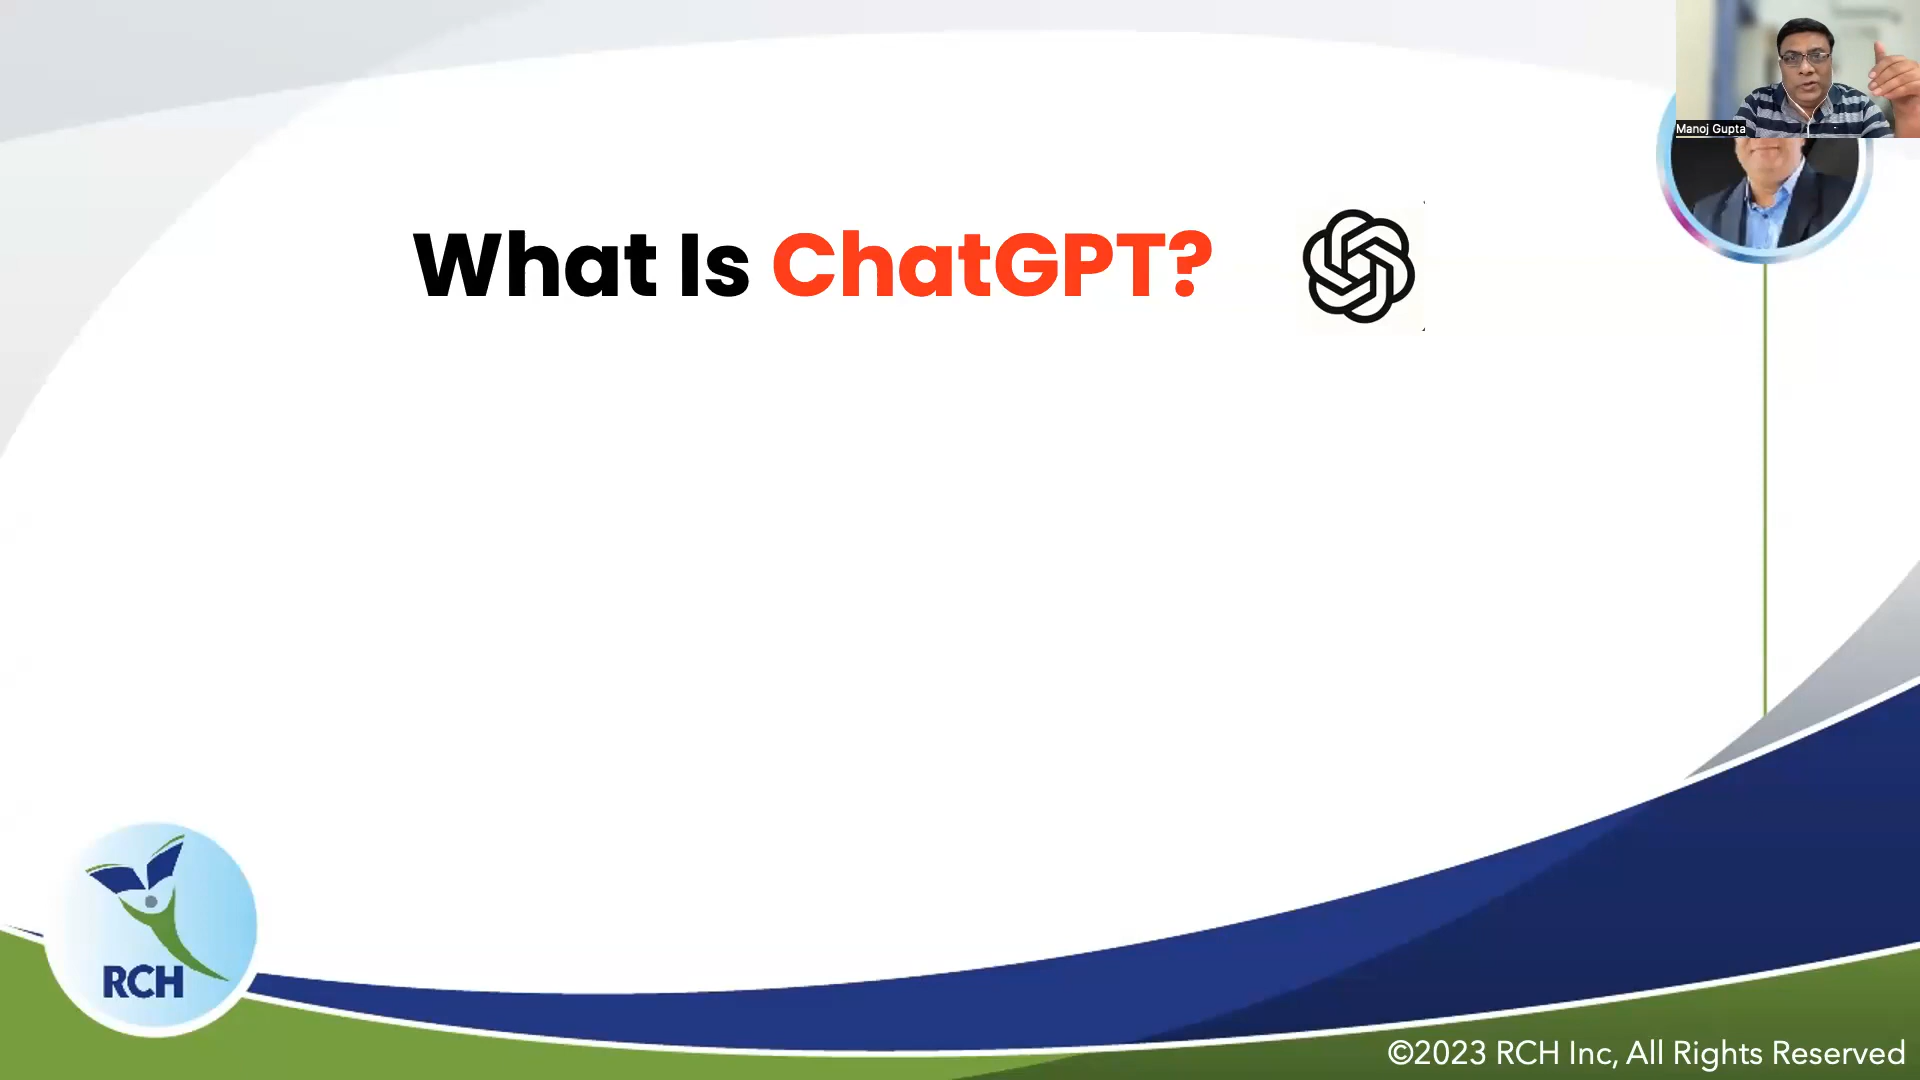 Manoj Gupta
What Is ChatGPT?
RCH
©2023 RCH Inc, All Rights Reserved